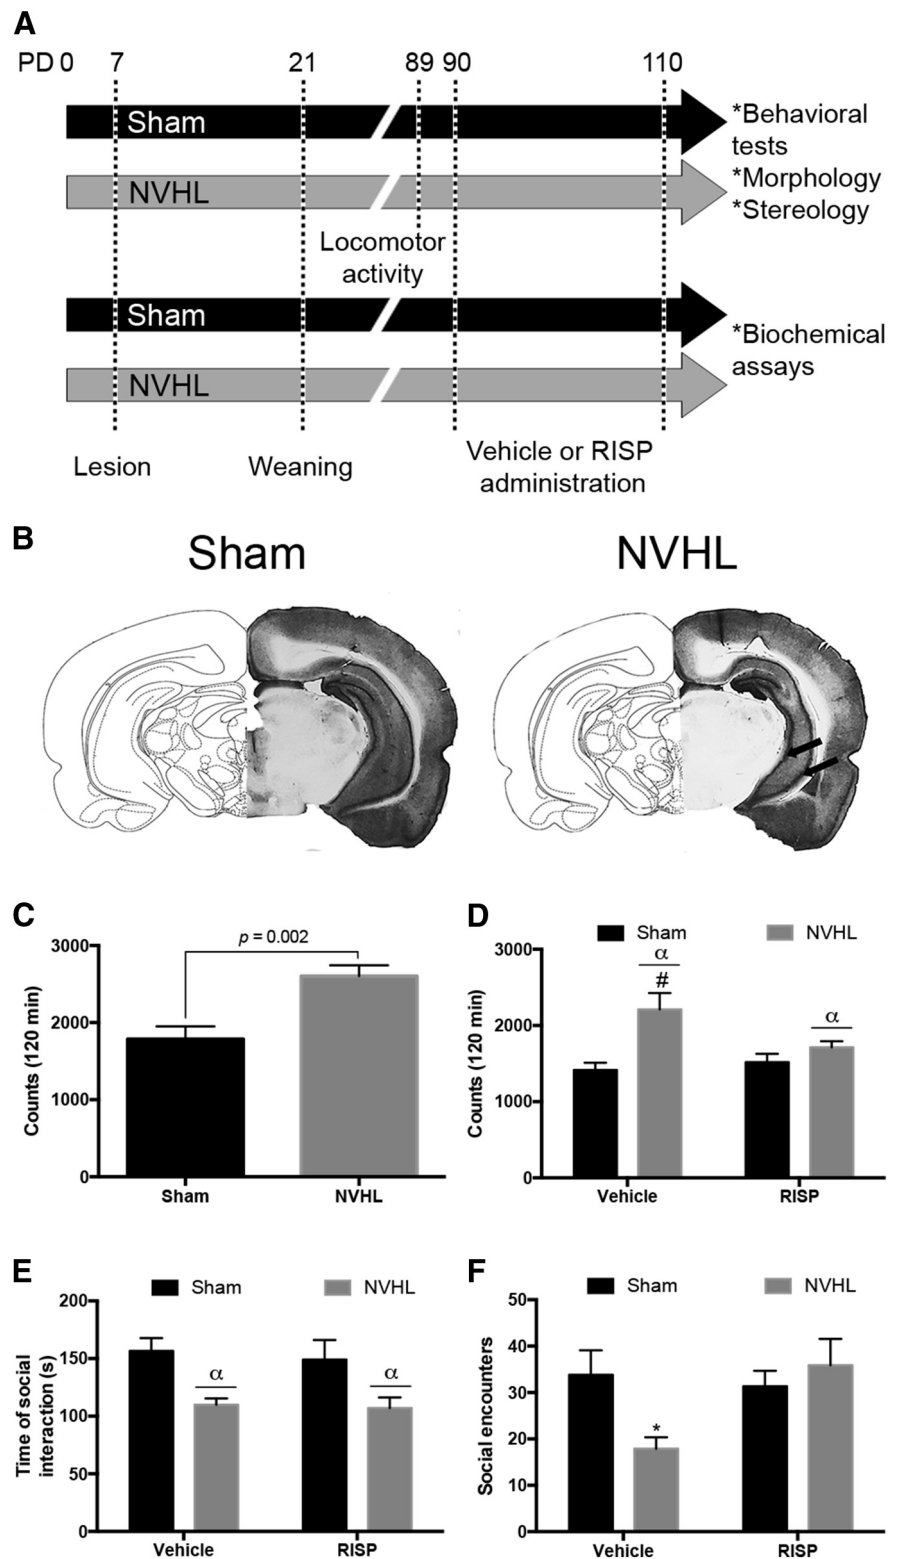 A
PD 0 7 21 89 90 110
Sham
*Behavioral
tests
NVHL
*Morphology
*Stereology
Locomotor
activity
Sham
*Biochemical
assays
NVHL
Lesion Weaning
Vehicle or RISP
administration
B
Sham NVHL
C
p = 0.002
3000
2000
1000
0
Counts (120 min)
Sham NVHL
D
Sham NVHL
α
#
α
3000
2000
1000
0
Counts (120 min)
Vehicle RISP
E
Sham NVHL
α α
200
150
100
50
0
Time of social
interaction (s)
Vehicle RISP
F
Sham NVHL
*
50
40
30
20
10
0
Social encounters
Vehicle RISP